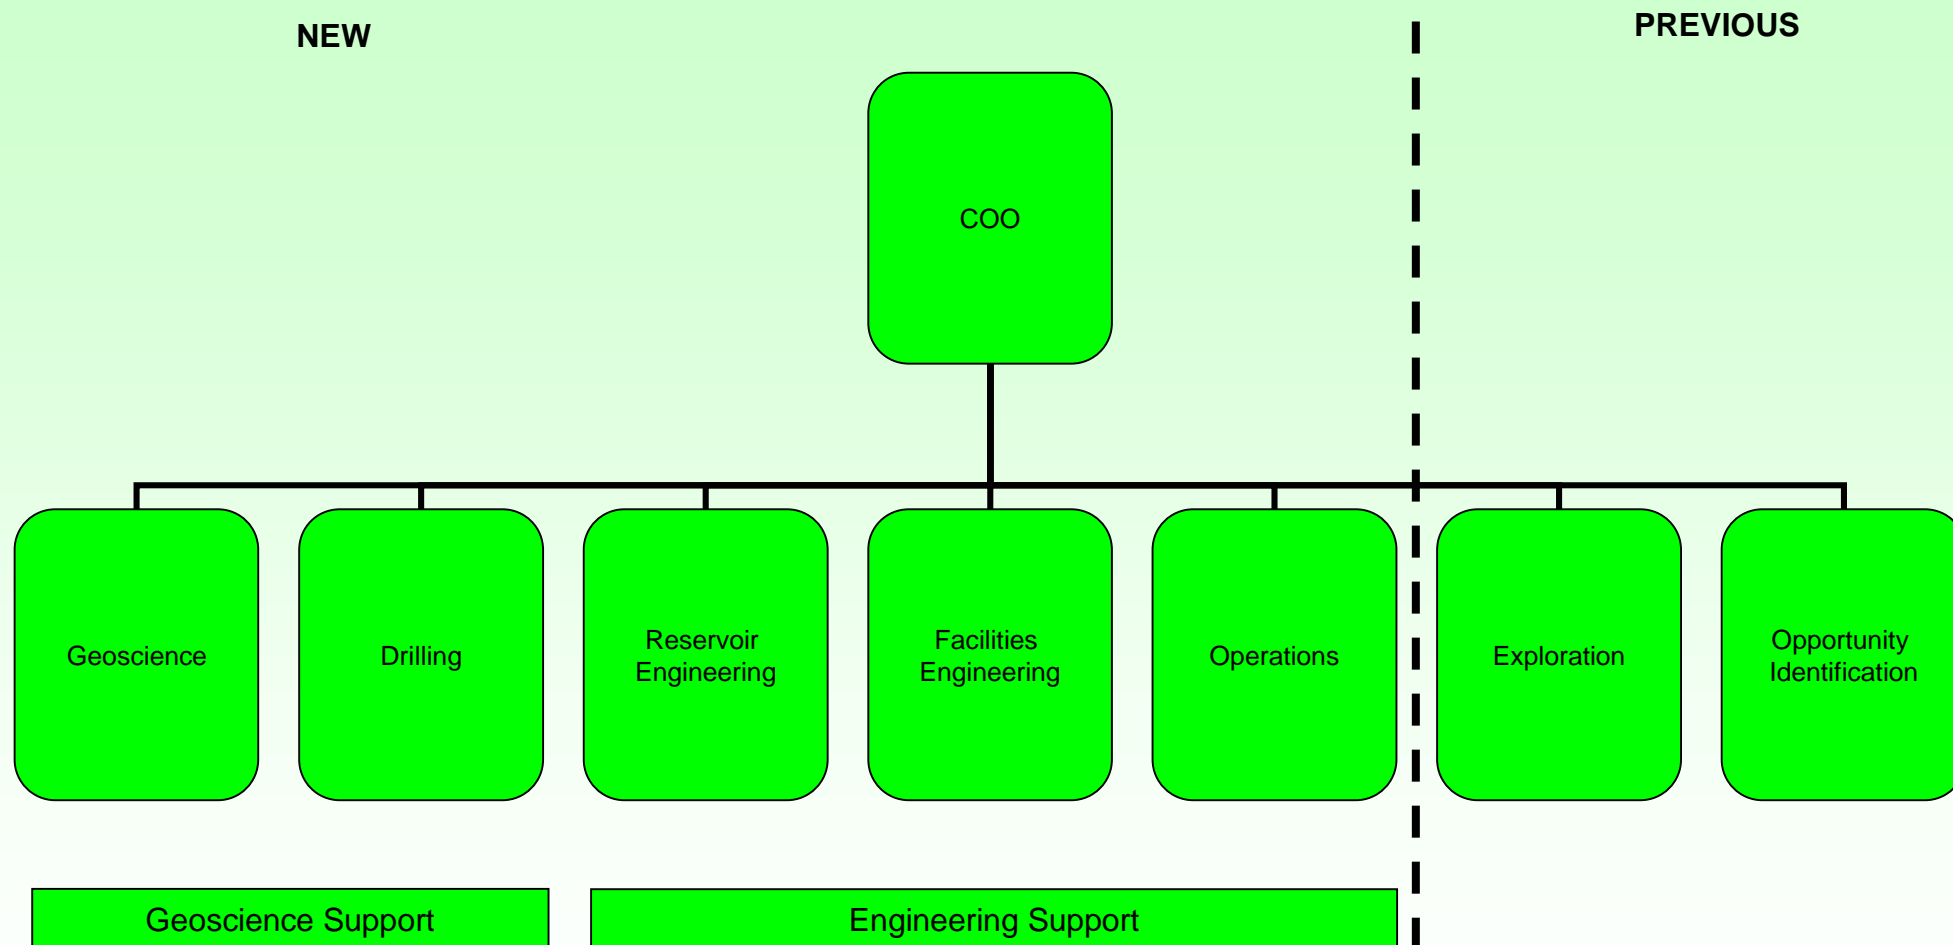 NEW
PREVIOUS
COO
Geoscience
Drilling
Reservoir
Engineering
Facilities
Engineering
Operations
Exploration
Opportunity
Identification
Geoscience Support
Engineering Support